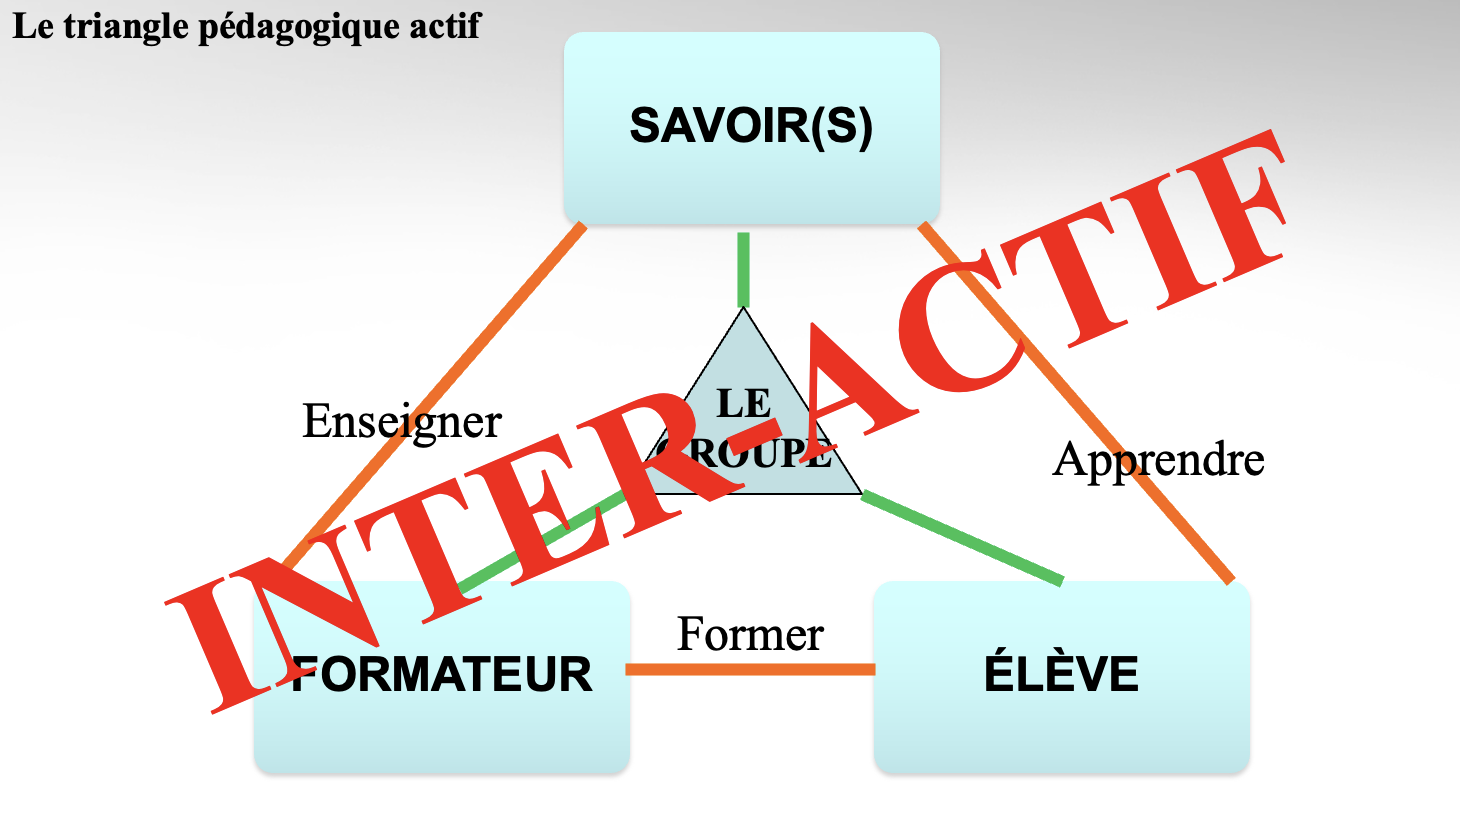 Le triangle pédagogique actif
SAVOIR(S)
INTER-ACTIF
LE
GROUPE
Enseigner
Apprendre
Former
FORMATEUR
ÉLÈVE